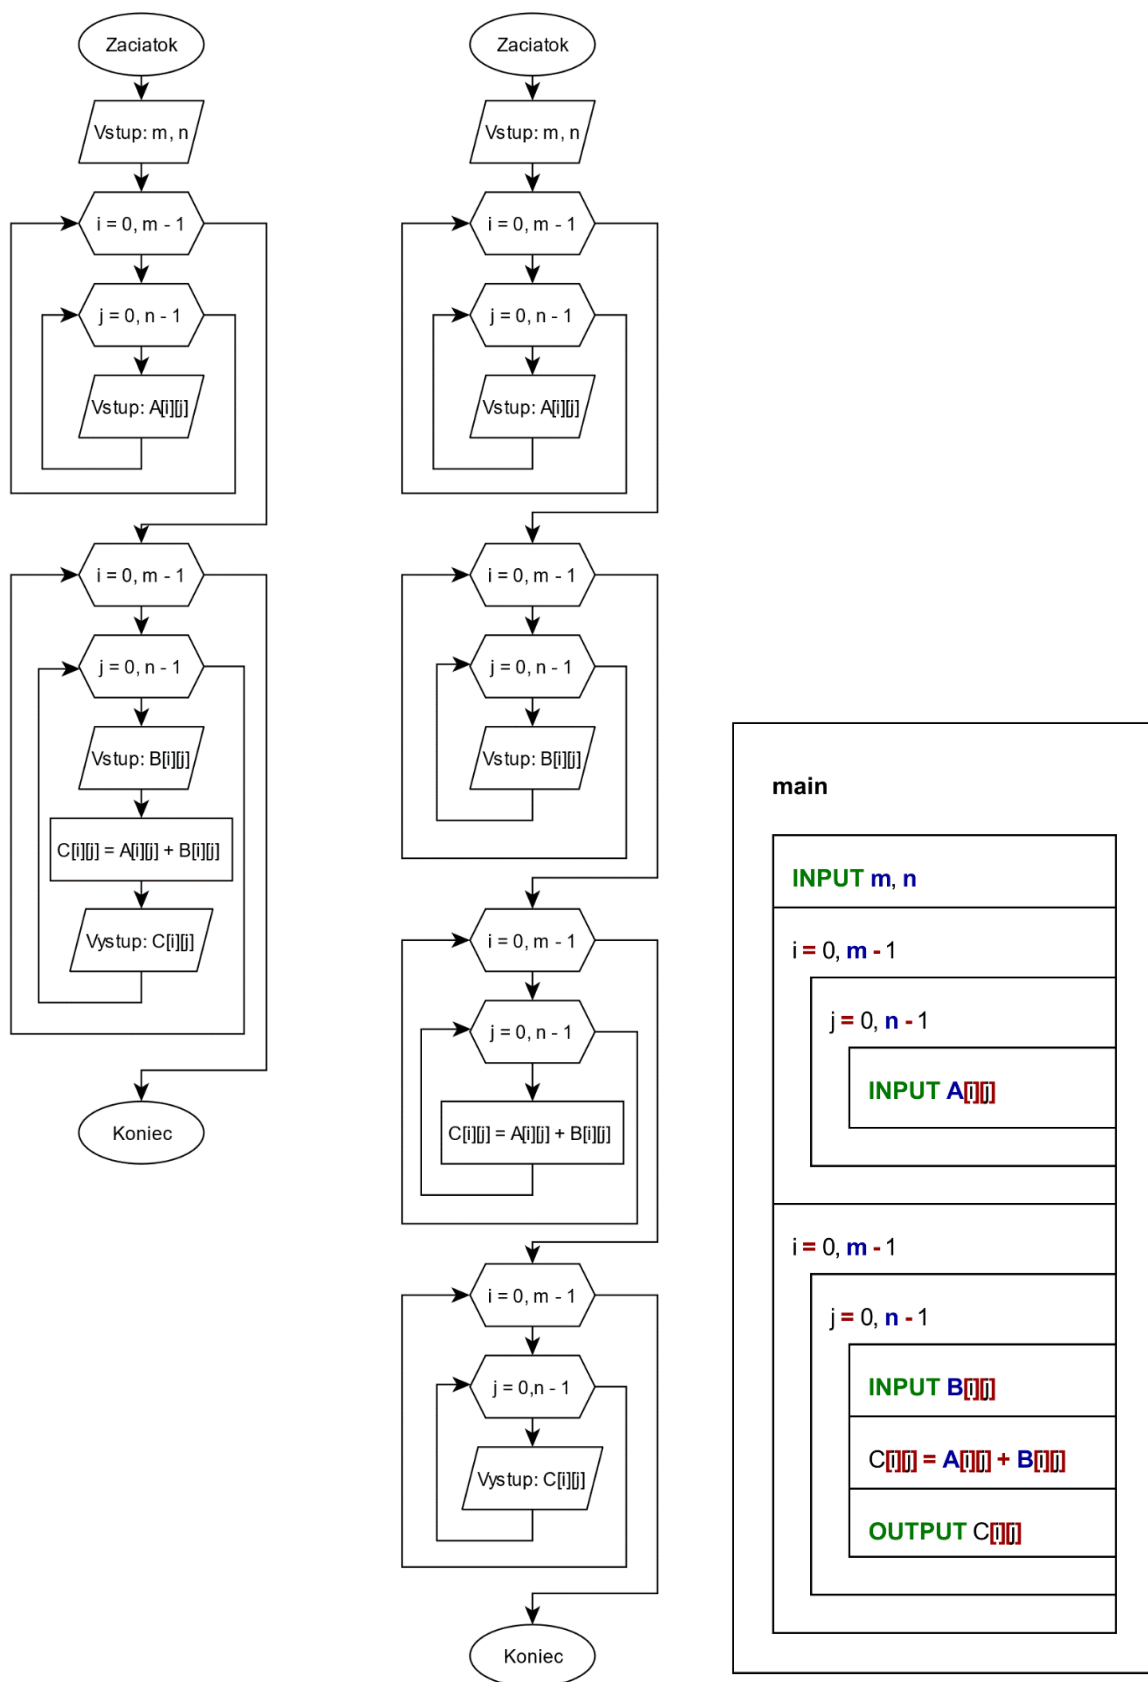 Zaciatok
Vstup: m, n
i = 0, m - 1
j = 0, n - 1
Vstup: A[i][j]
i = 0, m - 1
j = 0, n - 1
Vstup: B[i][j]
C[i][j] = A[i][j] + B[i][j]
Vystup: C[i][j]
Koniec
Zaciatok
Vstup: m, n
i = 0, m - 1
j = 0, n - 1
Vstup: A[i][j]
i = 0, m - 1
j = 0, n - 1
Vstup: B[i][j]
i = 0, m - 1
j = 0, n - 1
C[i][j] = A[i][j] + B[i][j]
i = 0, m - 1
j = 0,n - 1
Vystup: C[i][j]
Koniec
main
INPUT m, n
i = 0, m - 1
j = 0, n - 1
INPUT A[i][j]
i = 0, m - 1
j = 0, n - 1
INPUT B[i][j]
C[i][j] = A[i][j] + B[i][j]
OUTPUT C[i][j]